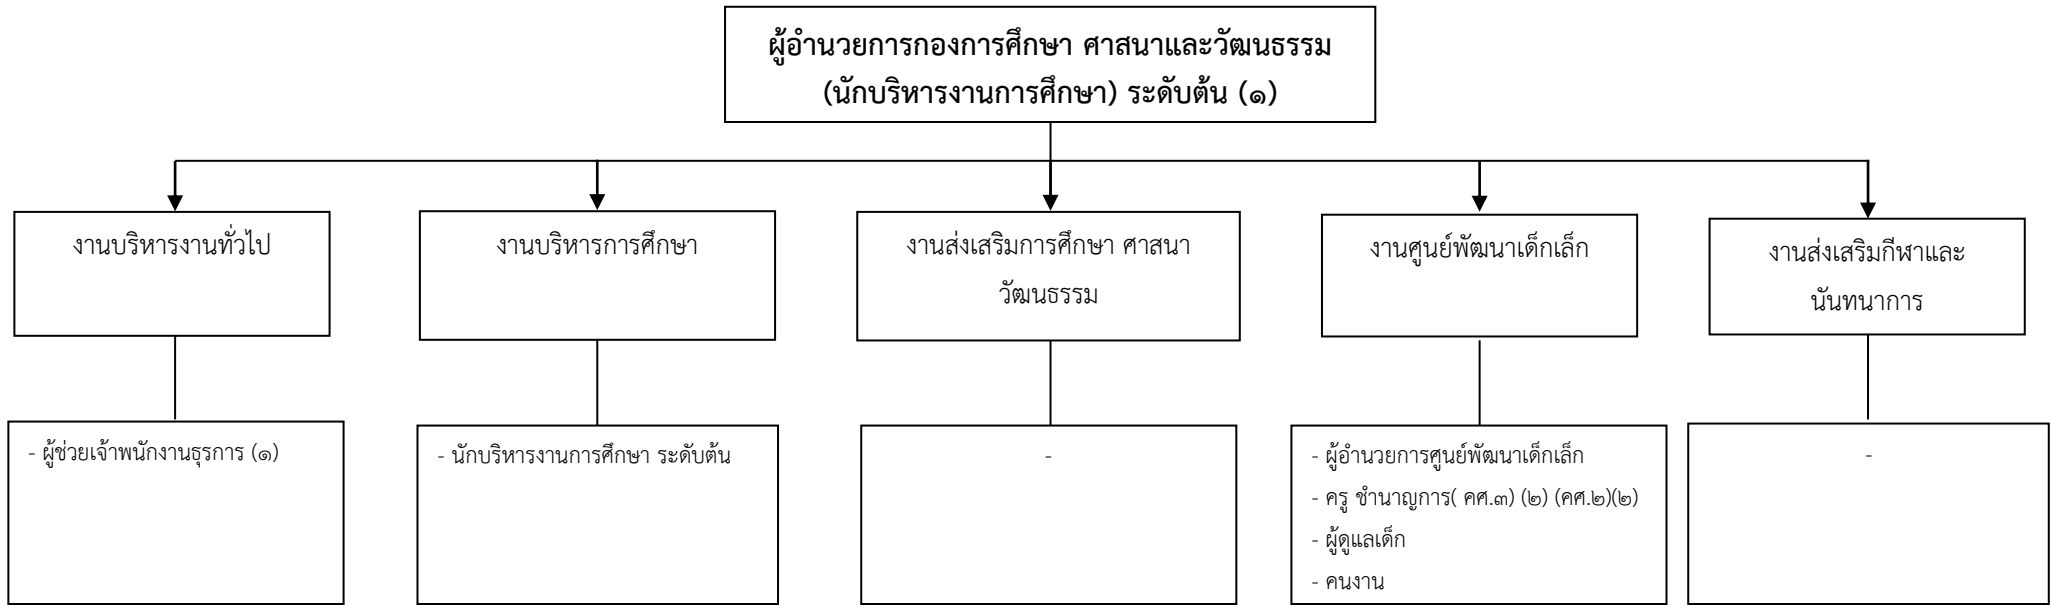 ผู้อำนวยการกองการศึกษา ศาสนาและวัฒนธรรม
(นักบริหารงานการศึกษา) ระดับต้น (๑)
งานบริหารงานทั่วไป
งานบริหารการศึกษา
งานส่งเสริมการศึกษา ศาสนา
วัฒนธรรม
งานศูนย์พัฒนาเด็กเล็ก
งานส่งเสริมกีฬาและ
นันทนาการ
- ผู้ช่วยเจ้าพนักงานธุรการ (๑)
- นักบริหารงานการศึกษา ระดับต้น
-
- ผู้อำนวยการศูนย์พัฒนาเด็กเล็ก
- ครู ชำนาญการ( คศ.๓) (๒) (คศ.๒)(๒)
- ผู้ดูแลเด็ก
- คนงาน
-